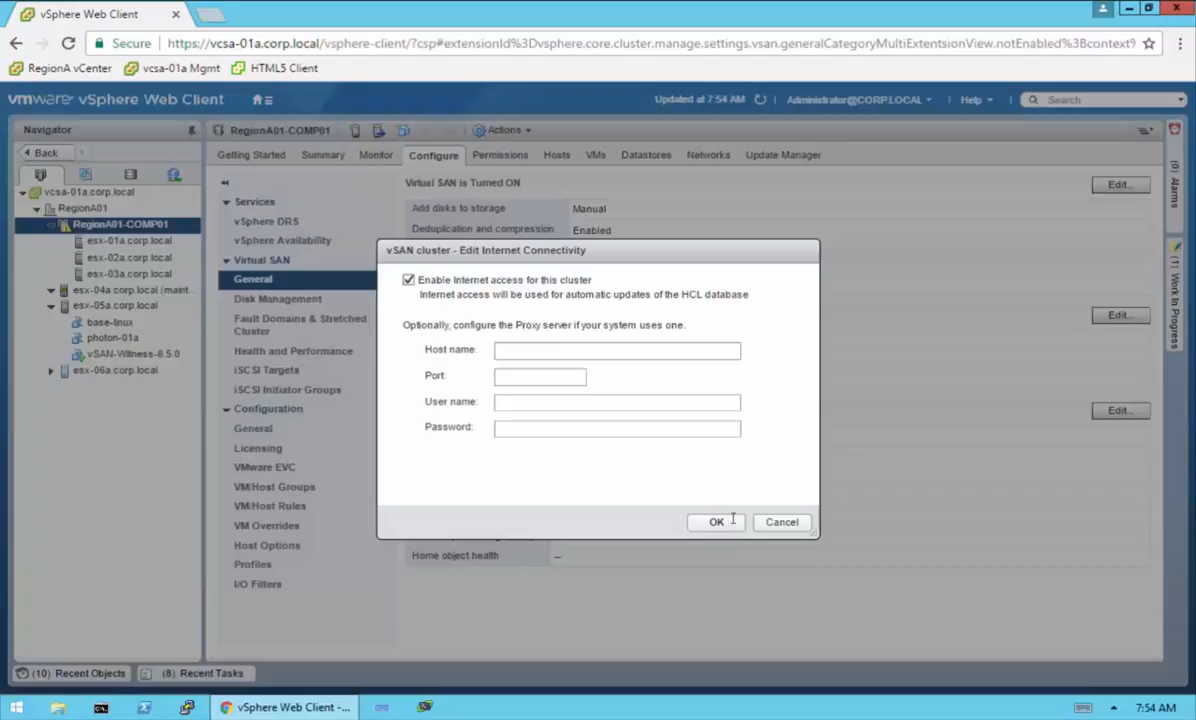 vSphere Web Client
Secure https://vcsa-01a.corp.local/vsphere-client/?csp#extensionId%3Dvsphere.core.cluster.manage.settings.vsan.generalCategoryMultiExtentsionView.notEnabled%3Bcontext%
RegionA vCenter vcsa-01a Mgmt HTML5 Client
vmware vSphere Web Client Updated at 7:54 AM Administrator@CORP.LOCAL Help Search
Navigator RegionA01-COMP01 Actions
Back Getting Started Summary Monitor Configure Permissions Hosts VMs Datastores Networks Update Manager
vcsa-01a.corp.local
RegionA01
RegionA01-COMP01
esx-01a.corp.local
esx-02a.corp.local
esx-03a.corp.local
esx-04a.corp.local (maint...
esx-05a.corp.local
base-linux
photon-01a
vSAN-Witness-6.5.0
esx-06a.corp.local
Services
vSphere DRS
vSphere Availability
Virtual SAN
General
Disk Management
Fault Domains & Stretched
Cluster
Health and Performance
iSCSI Targets
iSCSI Initiator Groups
Configuration
General
Licensing
VMware EVC
VM/Host Groups
VM/Host Rules
VM Overrides
Host Options
Profiles
I/O Filters
Virtual SAN is Turned ON
Edit...
Add disks to storage Manual
Deduplication and compression Enabled
Edit...
Edit...
Home object health --
vSAN cluster - Edit Internet Connectivity
Enable Internet access for this cluster
Internet access will be used for automatic updates of the HCL database
Optionally, configure the Proxy server if your system uses one.
Host name:
Port:
User name:
Password:
OK Cancel
(0) Alarms
(1) Work In Progress
(10) Recent Objects (8) Recent Tasks
vSphere Web Client -... 7:54 AM